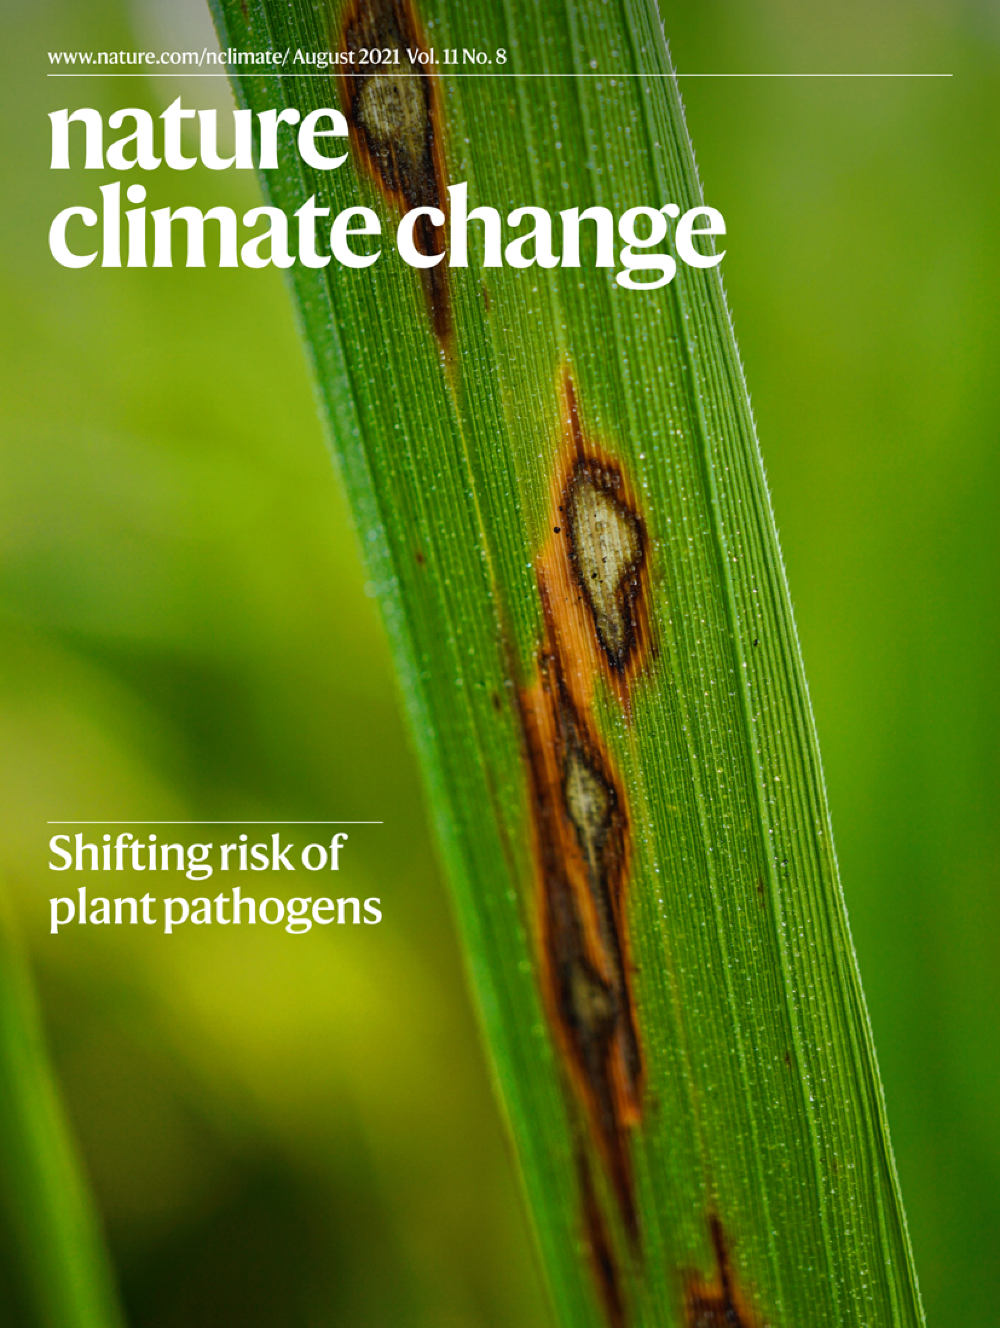 www.nature.com/nclimate/ August 2021 Vol. 11 No. 8
nature
climate change
Shifting risk of
plant pathogens